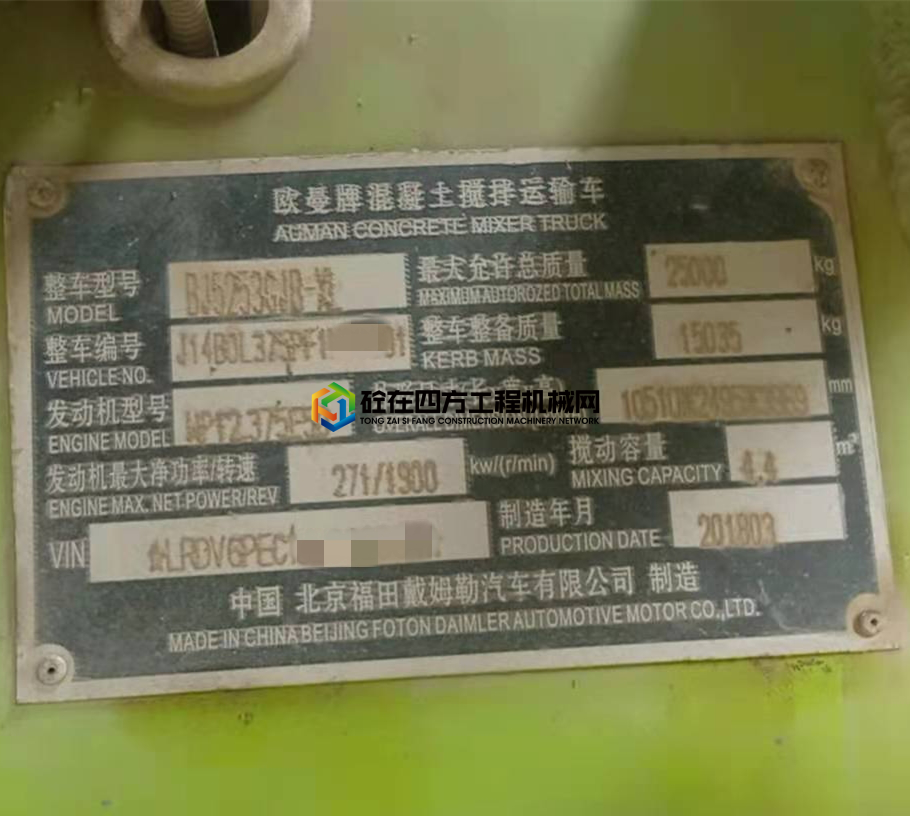 欧曼牌混凝土搅拌运输车
AUMAN CONCRETE MIXER TRUCK
整车型号 BJ5253GJB-XL 最大允许总质量 25000 kg
MODEL MAXIMUM AUTOROZED TOTAL MASS
整车编号 整车整备质量 15035 kg
VEHICLE NO. KERB MASS
发动机型号 mm
ENGINE MODEL
砼在四方工程机械网
TONG ZAI SI FANG CONSTRUCTION MACHINERY NETWORK
发动机最大净功率/转速 271/1900 kw/(r/min) 搅动容量 4.4 m³
ENGINE MAX. NET POWER/REV MIXING CAPACITY
VIN 制造年月 201803
PRODUCTION DATE
中国 北京福田戴姆勒汽车有限公司 制造
MADE IN CHINA BEIJING FOTON DAIMLER AUTOMOTIVE MOTOR CO.,LTD.